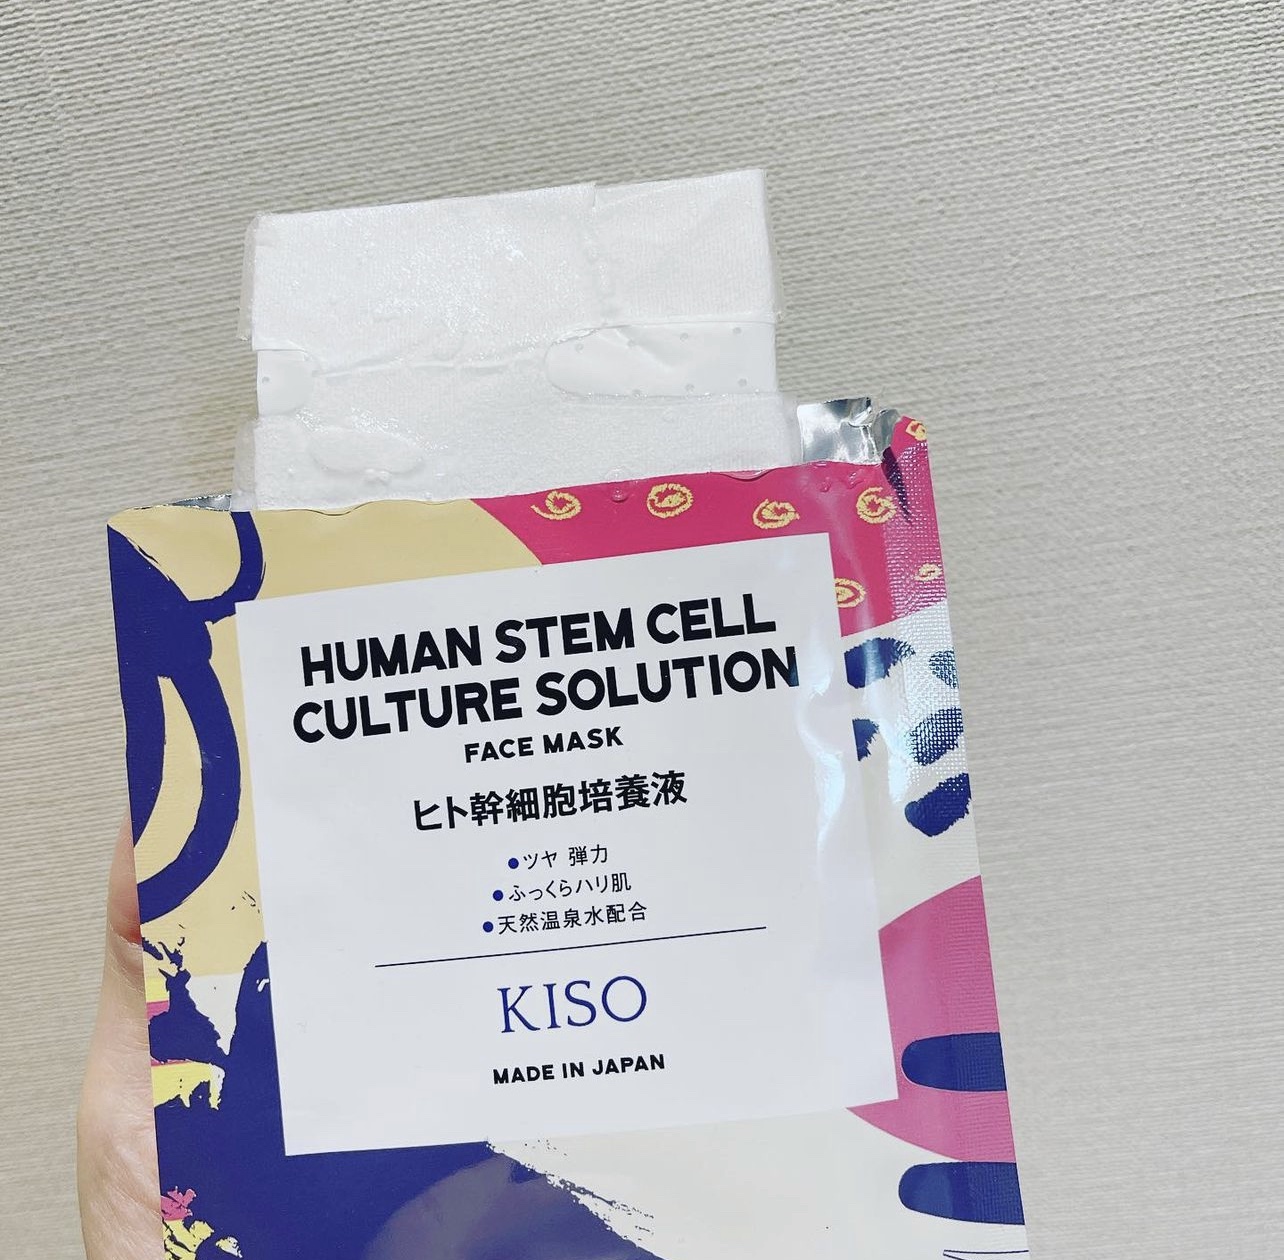 HUMAN STEM CELL
CULTURE SOLUTION
FACE MASK
ヒト幹細胞培養液
●ツヤ 弾力
●ふっくらハリ肌
●天然温泉水配合
KISO
MADE IN JAPAN